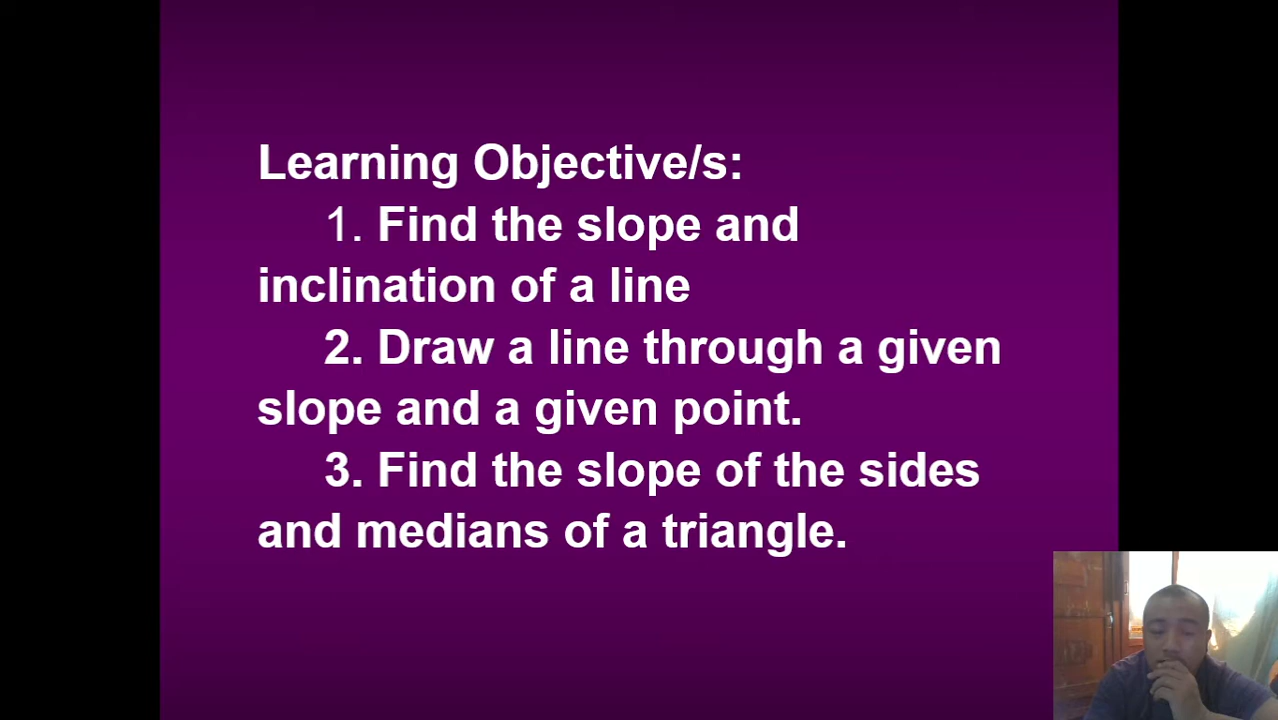 Learning Objective/s:
1. Find the slope and
inclination of a line
2. Draw a line through a given
slope and a given point.
3. Find the slope of the sides
and medians of a triangle.